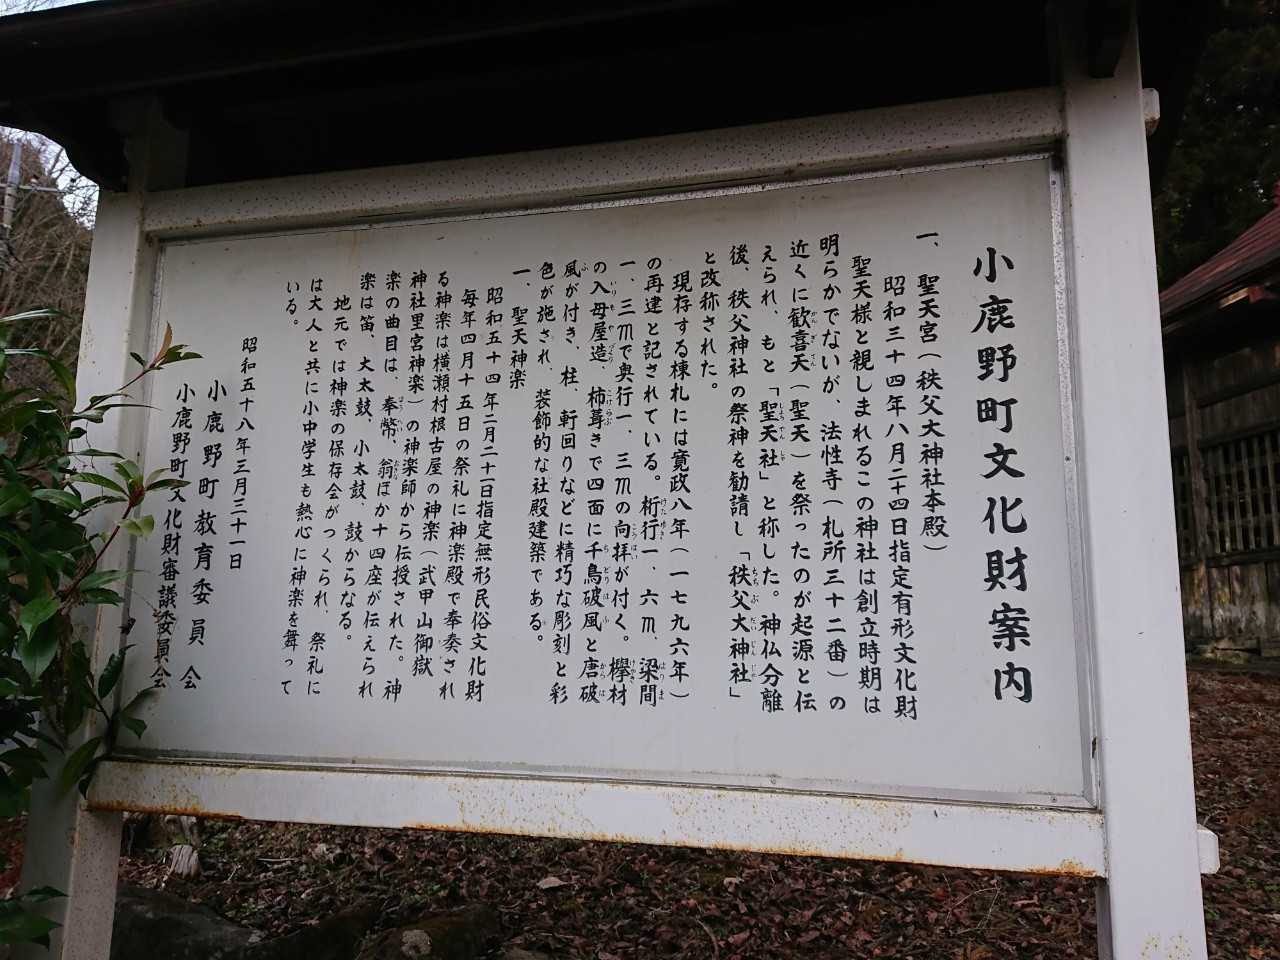 小鹿野町文化財案内
一、聖天宮（秩父大神社本殿）
昭和三十四年八月二十四日指定有形文化財
聖天様と親しまれるこの神社は創立時期は
明らかでないが、法性寺（札所三十二番）の
近くに歓喜天（聖天）を祭ったのが起源と伝
えられ、もと「聖天社」と称した。神仏分離
後、秩父神社の祭神を勧請し「秩父大神社」
と改称された。
現存する棟札には寛政八年（一七九六年）
の再建と記されている。桁行一、六Ｍ、梁間
一、三Ｍで奥行一、三Ｍの向拝が付く。欅材
の入母屋造、柿葺きで四面に千鳥破風と唐破
風が付き、柱、軒回りなどに精巧な彫刻と彩
色が施され、装飾的な社殿建築である。
一、聖天神楽
昭和五十四年二月二十一日指定無形民俗文化財
毎年四月十五日の祭礼に神楽殿で奉奏され
る神楽は横瀬村根古屋の神楽（武甲山御嶽
神社里宮神楽）の神楽師から伝授された。神
楽の曲目は、奉幣、翁ほか十四座が伝えられ
楽は笛、大太鼓、小太鼓、鼓からなる。
地元では神楽の保存会がつくられ、祭礼に
は大人と共に小中学生も熱心に神楽を舞って
いる。
昭和五十八年三月三十一日
小鹿野町教育委員会
小鹿野町文化財審議委員会